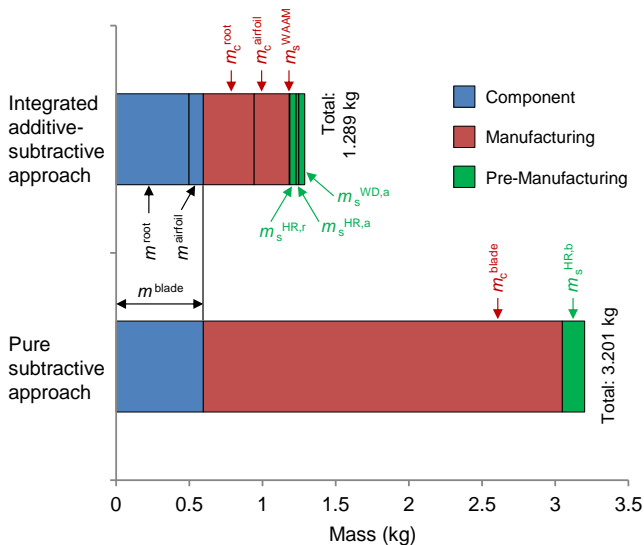 m_c^root
m_c^airfoil
m_s^WAAM
Integrated
additive-
subtractive
approach
Total:
1.289 kg
Component
Manufacturing
Pre-Manufacturing
m_s^WD,a
m_s^HR,r
m_s^HR,a
m^root
m^airfoil
m^blade
m_c^blade
m_s^HR,b
Pure
subtractive
approach
Total: 3.201 kg
0 0.5 1 1.5 2 2.5 3 3.5
Mass (kg)